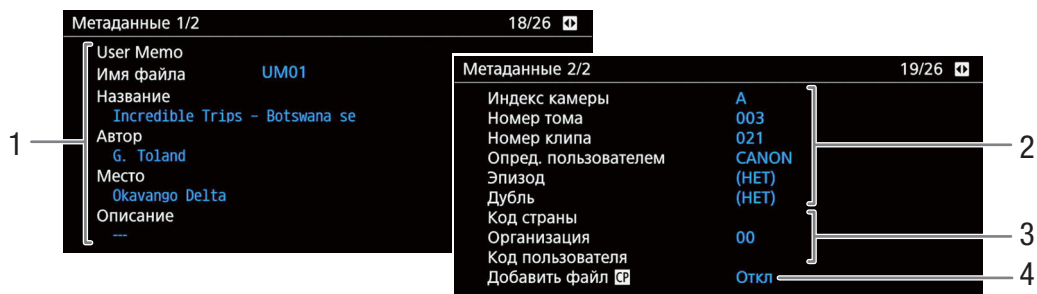 Метаданные 1/2 18/26
User Memo
Имя файла UM01
Название
Incredible Trips – Botswana se
Автор
G. Toland
Место
Okavango Delta
Описание
---
1
Метаданные 2/2 19/26
Индекс камеры A
Номер тома 003
Номер клипа 021
Опред. пользователем CANON
Эпизод (НЕТ)
Дубль (НЕТ)
Код страны
Организация 00
Код пользователя
Добавить файл CP Откл
2
3
4